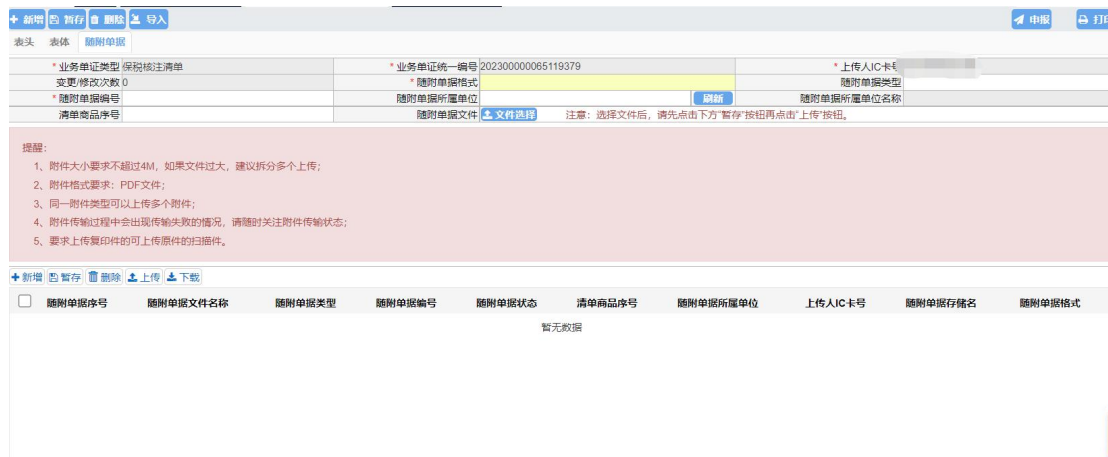 新增 暂存 删除 导入 申报 打印
表头 表体 随附单据
* 业务单证类型 保税核注清单 * 业务单证统一编号 202300000065119379 * 上传人IC卡号
变更/修改次数 0 * 随附单据格式 随附单据类型
* 随附单据编号 随附单据所属单位 刷新 随附单据所属单位名称
清单商品序号 随附单据文件 文件选择 注意：选择文件后，请先点击下方"暂存"按钮再点击"上传"按钮。
提醒：
1、附件大小要求不超过4M，如果文件过大，建议拆分多个上传；
2、附件格式要求：PDF文件；
3、同一附件类型可以上传多个附件；
4、附件传输过程中会出现传输失败的情况，请随时关注附件传输状态；
5、要求上传复印件的可上传原件的扫描件。
新增 暂存 删除 上传 下载
随附单据序号 随附单据文件名称 随附单据类型 随附单据编号 随附单据状态 清单商品序号 随附单据所属单位 上传人IC卡号 随附单据存储名 随附单据格式
暂无数据